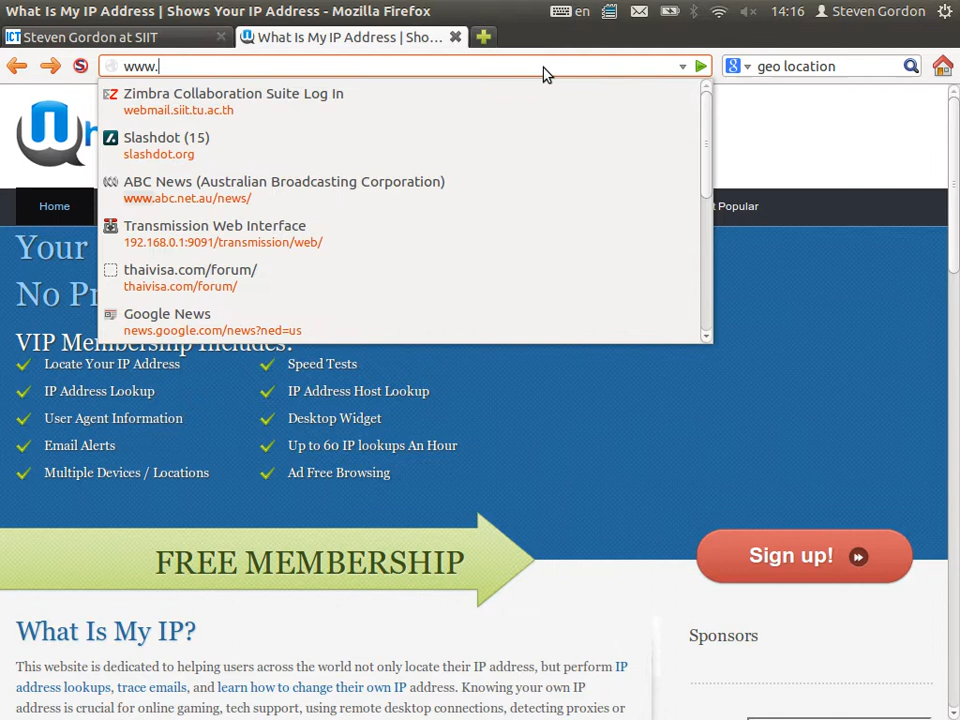 What Is My IP Address | Shows Your IP Address - Mozilla Firefox
en
14:16
Steven Gordon
ICT Steven Gordon at SIIT
What Is My IP Address | Sho...
www.
geo location
Zimbra Collaboration Suite Log In
webmail.siit.tu.ac.th
Slashdot (15)
slashdot.org
ABC News (Australian Broadcasting Corporation)
www.abc.net.au/news/
Transmission Web Interface
192.168.0.1:9091/transmission/web/
thaivisa.com/forum/
thaivisa.com/forum/
Google News
news.google.com/news?ned=us
Home
t Popular
Your
No Pr
VIP Membership Includes:
Locate Your IP Address
Speed Tests
IP Address Lookup
IP Address Host Lookup
User Agent Information
Desktop Widget
Email Alerts
Up to 60 IP lookups An Hour
Multiple Devices / Locations
Ad Free Browsing
FREE MEMBERSHIP
Sign up!
What Is My IP?
Sponsors
This website is dedicated to helping users across the world not only locate their IP address, but perform IP
address lookups, trace emails, and learn how to change their own IP address. Knowing your own IP
address is crucial for online gaming, tech support, using remote desktop connections, detecting proxies or